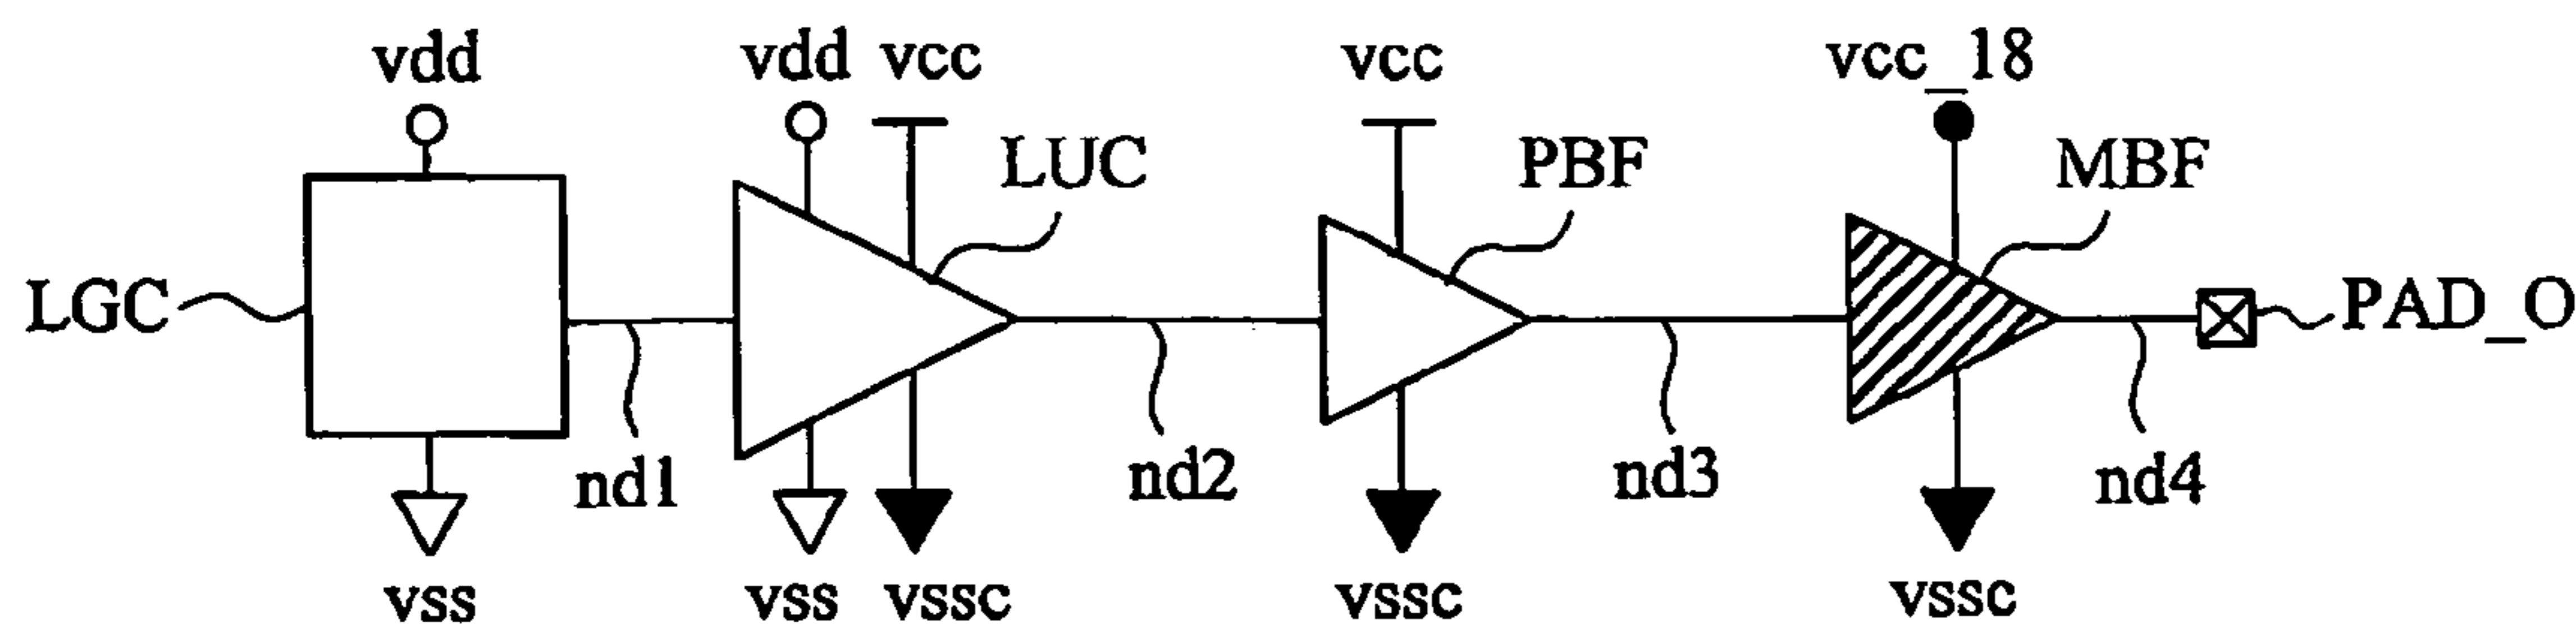 vdd
vdd
vcc
vcc
vcc_18
LUC
PBF
MBF
LGC
PAD_O
nd1
nd2
nd3
nd4
vss
vss
vssc
vssc
vssc